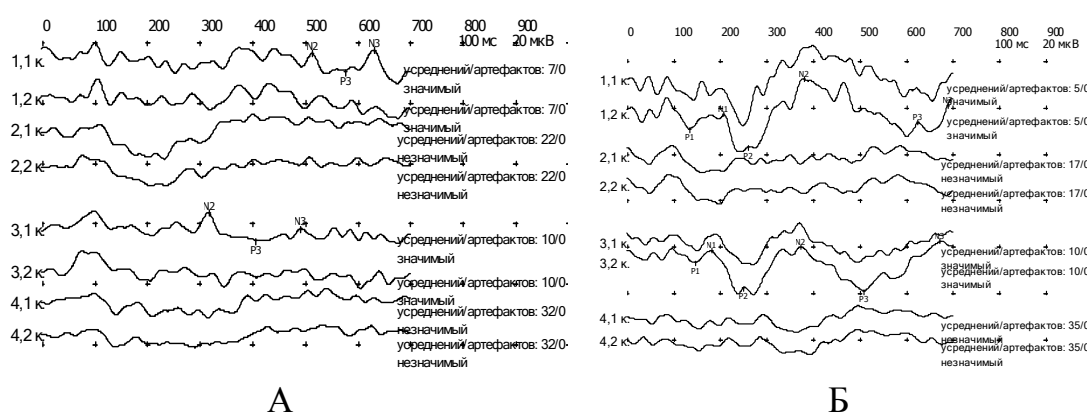 0 100 200 300 400 500 600 700 900
100 мс 20 мкВ
N2 N3
1,1 к.
P3
усреднений/артефактов: 7/0
значимый
1,2 к
усреднений/артефактов: 7/0
значимый
2,1 к
усреднений/артефактов: 22/0
незначимый
2,2 к
усреднений/артефактов: 22/0
незначимый
N2 N3
3,1 к
P3
усреднений/артефактов: 10/0
значимый
3,2 к
усреднений/артефактов: 10/0
значимый
4,1 к
усреднений/артефактов: 32/0
незначимый
4,2 к
усреднений/артефактов: 32/0
незначимый
А
0 100 200 300 400 500 600 700 900
100 мс 20 мкВ
1,1 к.
N2
усреднений/артефактов: 5/0
значимый
1,2 к.
N1 P1 P2 P3 N3
усреднений/артефактов: 5/0
значимый
2,1 к.
усреднений/артефактов: 17/0
незначимый
2,2 к.
усреднений/артефактов: 17/0
незначимый
3,1 к.
N1 N2 N3
усреднений/артефактов: 10/0
значимый
3,2 к.
P1 P2 P3
усреднений/артефактов: 10/0
значимый
4,1 к.
усреднений/артефактов: 35/0
незначимый
4,2 к.
усреднений/артефактов: 35/0
незначимый
Б